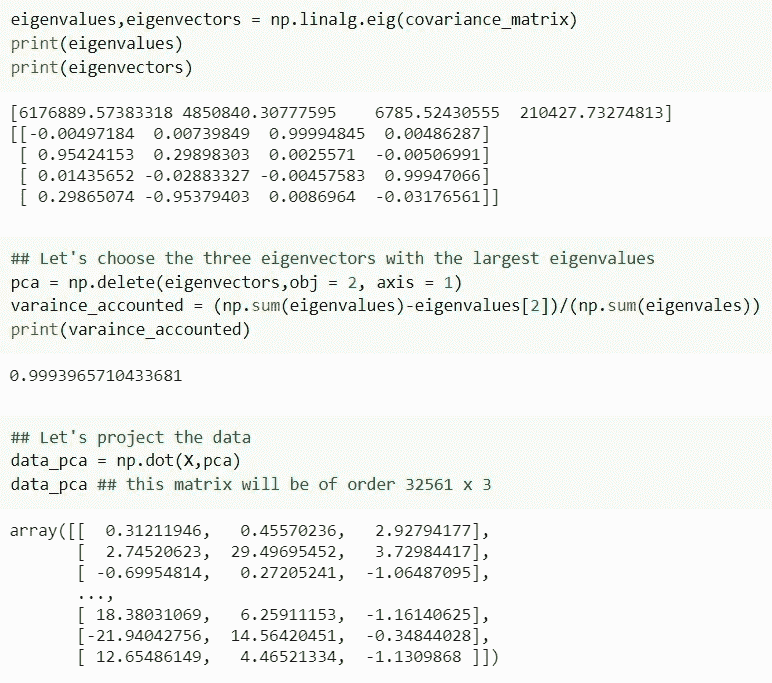 eigenvalues,eigenvectors = np.linalg.eig(covariance_matrix)
print(eigenvalues)
print(eigenvectors)
[6176889.57383318 4850840.30777595    6785.52430555  210427.73274813]
[[-0.00497184  0.00739849  0.99994845  0.00486287]
 [ 0.95424153  0.29898303  0.0025571  -0.00506991]
 [ 0.01435652 -0.02883327 -0.00457583  0.99947066]
 [ 0.29865074 -0.95379403  0.0086964  -0.03176561]]
## Let's choose the three eigenvectors with the largest eigenvalues
pca = np.delete(eigenvectors,obj = 2, axis = 1)
varaince_accounted = (np.sum(eigenvalues)-eigenvalues[2])/(np.sum(eigenvales))
print(varaince_accounted)
0.9993965710433681
## Let's project the data
data_pca = np.dot(X,pca)
data_pca ## this matrix will be of order 32561 x 3
array([[  0.31211946,   0.45570236,   2.92794177],
       [  2.74520623,  29.49695452,   3.72984417],
       [ -0.69954814,   0.27205241,  -1.06487095],
       ...,
       [ 18.38031069,   6.25911153,  -1.16140625],
       [-21.94042756,  14.56420451,  -0.34844028],
       [ 12.65486149,   4.46521334,  -1.1309868 ]])